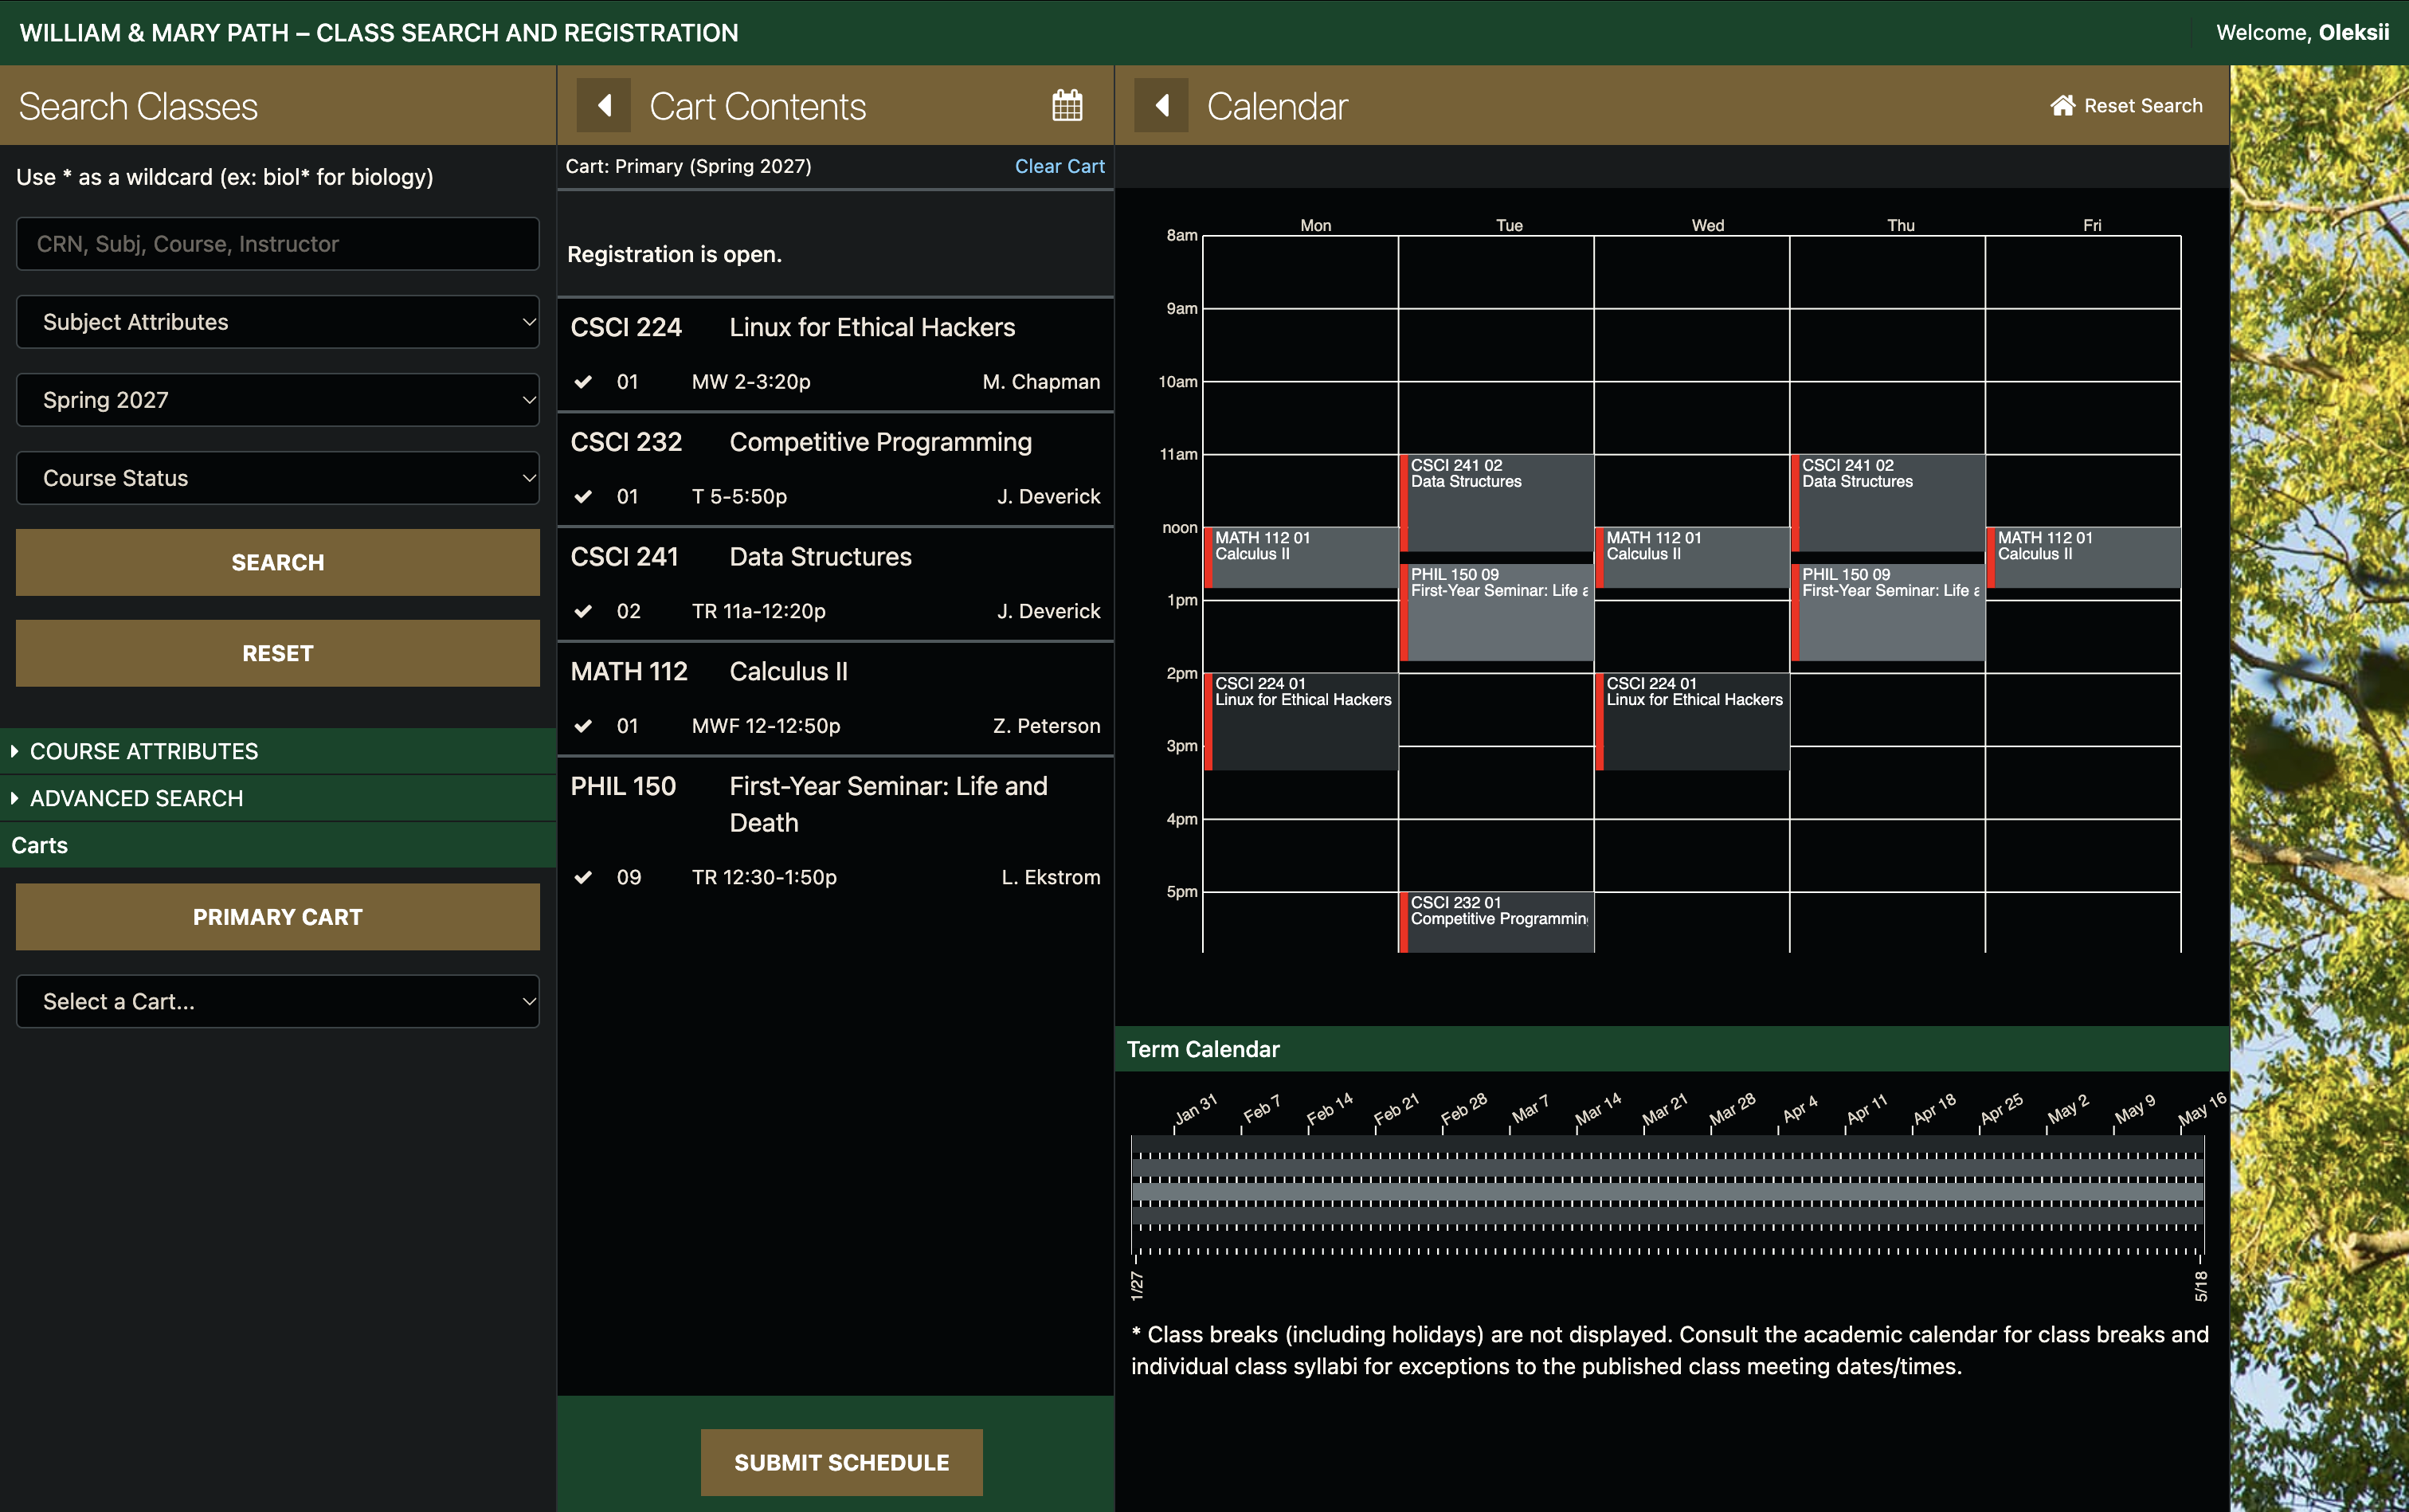 WILLIAM & MARY PATH – CLASS SEARCH AND REGISTRATION
Welcome, Oleksii
Search Classes
Use * as a wildcard (ex: biol* for biology)
CRN, Subj, Course, Instructor
Subject Attributes
Spring 2027
Course Status
SEARCH
RESET
COURSE ATTRIBUTES
ADVANCED SEARCH
Carts
PRIMARY CART
Select a Cart...
Cart Contents
Cart: Primary (Spring 2027) Clear Cart
Registration is open.
CSCI 224 Linux for Ethical Hackers
01 MW 2-3:20p M. Chapman
CSCI 232 Competitive Programming
01 T 5-5:50p J. Deverick
CSCI 241 Data Structures
02 TR 11a-12:20p J. Deverick
MATH 112 Calculus II
01 MWF 12-12:50p Z. Peterson
PHIL 150 First-Year Seminar: Life and
Death
09 TR 12:30-1:50p L. Ekstrom
SUBMIT SCHEDULE
Calendar
Reset Search
Mon Tue Wed Thu Fri
8am
9am
10am
11am
CSCI 241 02
Data Structures
CSCI 241 02
Data Structures
noon
MATH 112 01
Calculus II
MATH 112 01
Calculus II
MATH 112 01
Calculus II
PHIL 150 09
First-Year Seminar: Life a
PHIL 150 09
First-Year Seminar: Life a
1pm
2pm
CSCI 224 01
Linux for Ethical Hackers
CSCI 224 01
Linux for Ethical Hackers
3pm
4pm
5pm
CSCI 232 01
Competitive Programmin
Term Calendar
Jan 31 Feb 7 Feb 14 Feb 21 Feb 28 Mar 7 Mar 14 Mar 21 Mar 28 Apr 4 Apr 11 Apr 18 Apr 25 May 2 May 9 May 16
1/27 5/18
* Class breaks (including holidays) are not displayed. Consult the academic calendar for class breaks and
individual class syllabi for exceptions to the published class meeting dates/times.